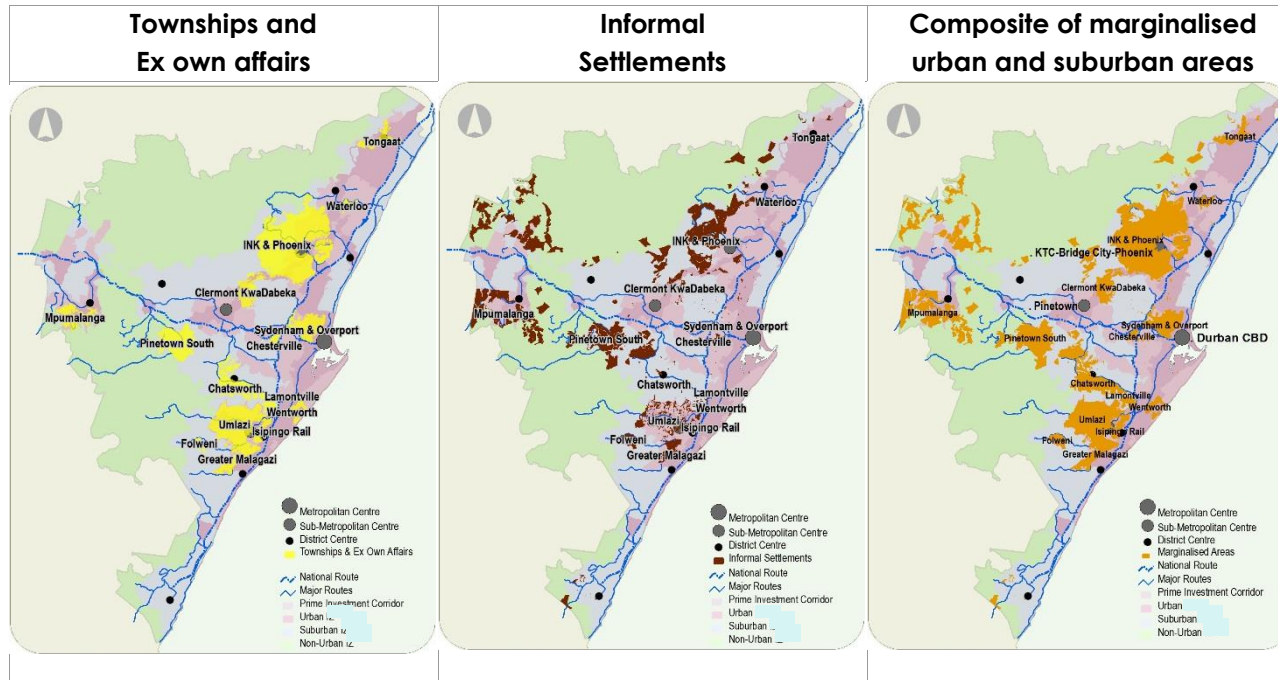 Townships and
Ex own affairs
Tongaat
Waterloo
INK & Phoenix
Clermont KwaDabeka
Mpumalanga
Sydenham & Overport
Pinetown South
Chesterville
Chatsworth
Lamontville
Wentworth
Umlazi
Isipingo Rail
Folweni
Greater Malagazi
Metropolitan Centre
Sub-Metropolitan Centre
District Centre
Townships & Ex Own Affairs
National Route
Major Routes
Prime Investment Corridor
Urban
Suburban
Non-Urban
Informal
Settlements
Tongaat
Waterloo
INK & Phoenix
Clermont KwaDabeka
Mpumalanga
Sydenham & Overport
Pinetown South
Chesterville
Chatsworth
Lamontville
Wentworth
Umlazi
Isipingo Rail
Folweni
Greater Malagazi
Metropolitan Centre
Sub-Metropolitan Centre
District Centre
Informal Settlements
National Route
Major Routes
Prime Investment Corridor
Urban
Suburban
Non-Urban
Composite of marginalised
urban and suburban areas
Tongaat
Waterloo
INK & Phoenix
KTC-Bridge City-Phoenix
Clermont KwaDabeka
Pinetown
Mpumalanga
Sydenham & Overport
Pinetown South
Chesterville
Durban CBD
Chatsworth
Lamontville
Wentworth
Umlazi
Isipingo Rail
Folweni
Greater Malagazi
Metropolitan Centre
Sub-Metropolitan Centre
District Centre
Marginalised Areas
National Route
Major Routes
Prime Investment Corridor
Urban
Suburban
Non-Urban